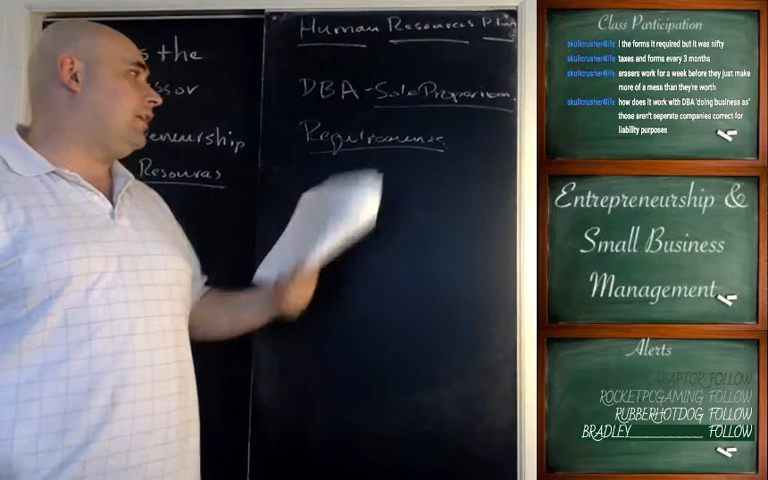 s the
ssor
eneurship
Resources
Human Resources Plan
DBA - Sole Proprietor
Requirements
Class Participation
skullcrusher4life I the forms it required but it was nifty
skullcrusher4life taxes and forms every 3 months
skullcrusher4life erasers work for a week before they just make
more of a mess than they're worth
skullcrusher4life how does it work with DBA 'doing business as"
those aren't seperate companies correct for
liability purposes
Entrepreneurship &
Small Business
Management
Alerts
RAPTOR FOLLOW
ROCKETPCGAMING FOLLOW
RUBBERHOTDOG FOLLOW
BRADLEY____________ FOLLOW